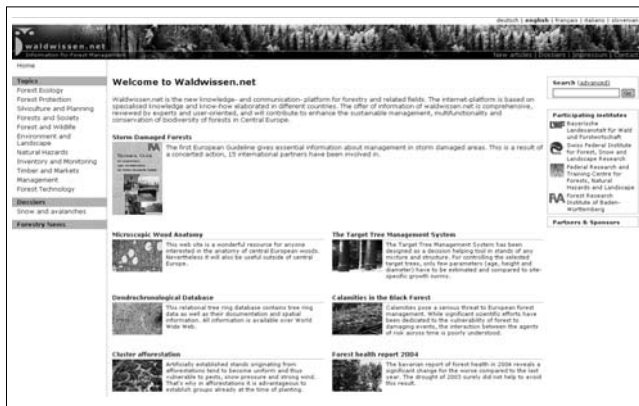 deutsch | english | français | italiano | slovenian
waldwissen.net
Information for Forest Management
New articles | Dossiers | Impressum | Contact
Home
Topics
Forest Ecology
Forest Protection
Silviculture and Planning
Forests and Society
Forest and Wildlife
Environment and
Landscape
Natural Hazards
Inventory and Monitoring
Timber and Markets
Management
Forest Technology
Dossiers
Snow and avalanches
Forestry News
Welcome to Waldwissen.net
Waldwissen.net is the new knowledge- and communication- platform for forestry and related fields. The internet-platform is based on
specialised knowledge and know-how elaborated in different countries. The offer of information of waldwissen.net is comprehensive,
reviewed by experts and user-oriented, and will contribute to enhance the sustainable management, multifunctionality and
conservation of biodiversity of forests in Central Europe.
Storm Damaged Forests
The first European Guideline gives essential information about management in storm damaged areas. This is a result of
a concerted action, 15 international partners have been involved in.
Microscopic Wood Anatomy
This web site is a wonderful resource for anyone
interested in the anatomy of central European woods.
Nevertheless it will also be useful outside of central
Europe.
The Target Tree Management System
The Target Tree Management System has been
designed as a decision helping tool in stands of any
mixture and structure. For controlling the selected
target trees, only few parameters (age, height and
diameter) have to be estimated and compared to site-
specific growth norms.
Dendrochronological Database
This relational tree ring database contains tree ring
data as well as their documentation and spatial
information. All information is available over World
Wide Web.
Calamities in the Black Forest
Calamities pose a serious threat to European forest
management. While significant scientific efforts have
been dedicated to the vulnerability of forest to
damaging events, the interaction between the agents
of risk across time is poorly understood.
Cluster afforestation
Artificially established stands originating from
afforestations tend to become uniform and thus
vulnerable to pests, snow pressure and strong wind.
That's why in afforestations it is advantageous to
establish groups already at the time of planting.
Forest health report 2004
The bavarian report of forest health in 2004 reveals a
significant change for the worse compared to the last
year. The drought of 2003 surely did not help to avoid
this result.
Search (advanced)
Go
Participating institutes
Bayerische
Landesanstalt für Wald
und Forstwirtschaft
Swiss Federal Institute
for Forest, Snow and
Landscape Research
Federal Research and
Training Centre for
Forests, Natural
Hazards and Landscape
Forest Research
Institute of Baden-
Württemberg
Partners & Sponsors